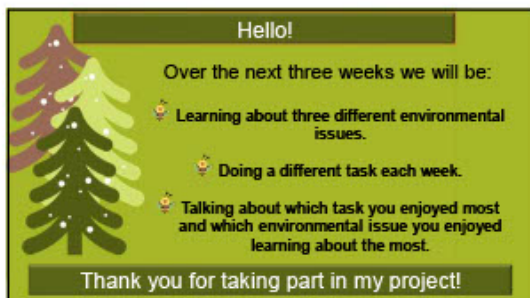 Hello!
Over the next three weeks we will be:
Learning about three different environmental
issues.
Doing a different task each week.
Talking about which task you enjoyed most
and which environmental issue you enjoyed
learning about the most.
Thank you for taking part in my project!